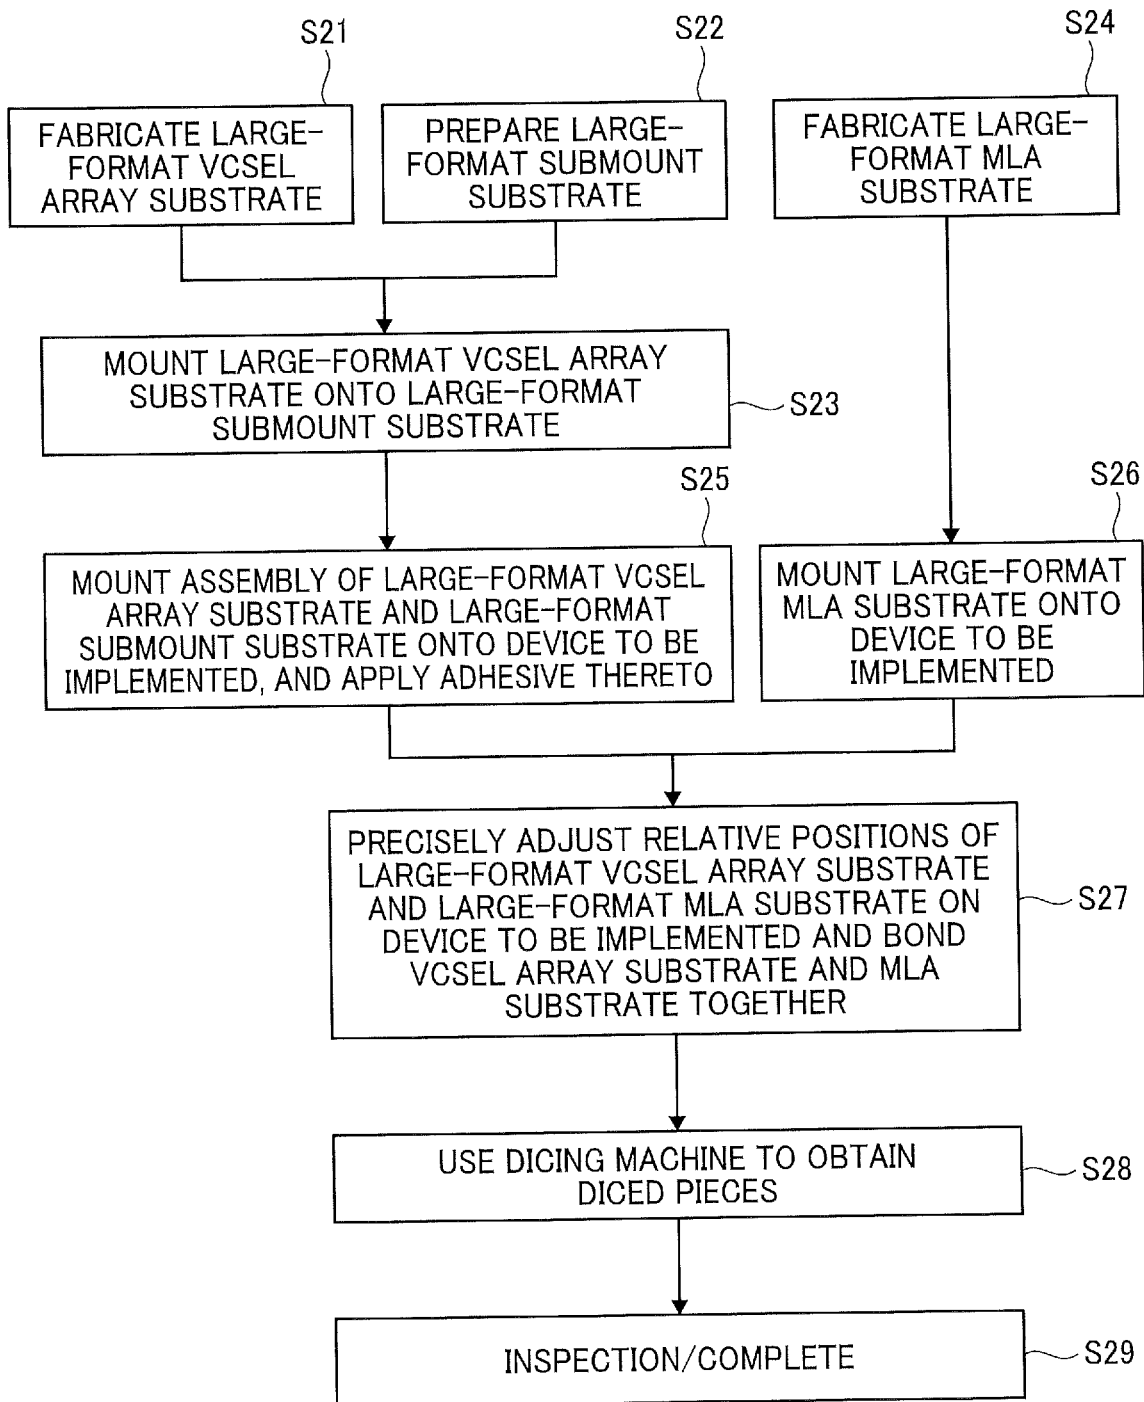 S21
FABRICATE LARGE-
FORMAT VCSEL
ARRAY SUBSTRATE
S22
PREPARE LARGE-
FORMAT SUBMOUNT
SUBSTRATE
S24
FABRICATE LARGE-
FORMAT MLA
SUBSTRATE
MOUNT LARGE-FORMAT VCSEL ARRAY
SUBSTRATE ONTO LARGE-FORMAT
SUBMOUNT SUBSTRATE
S23
S25
MOUNT ASSEMBLY OF LARGE-FORMAT VCSEL
ARRAY SUBSTRATE AND LARGE-FORMAT
SUBMOUNT SUBSTRATE ONTO DEVICE TO BE
IMPLEMENTED, AND APPLY ADHESIVE THERETO
S26
MOUNT LARGE-FORMAT
MLA SUBSTRATE ONTO
DEVICE TO BE
IMPLEMENTED
PRECISELY ADJUST RELATIVE POSITIONS OF
LARGE-FORMAT VCSEL ARRAY SUBSTRATE
AND LARGE-FORMAT MLA SUBSTRATE ON
DEVICE TO BE IMPLEMENTED AND BOND
VCSEL ARRAY SUBSTRATE AND MLA
SUBSTRATE TOGETHER
S27
USE DICING MACHINE TO OBTAIN
DICED PIECES
S28
INSPECTION/COMPLETE
S29